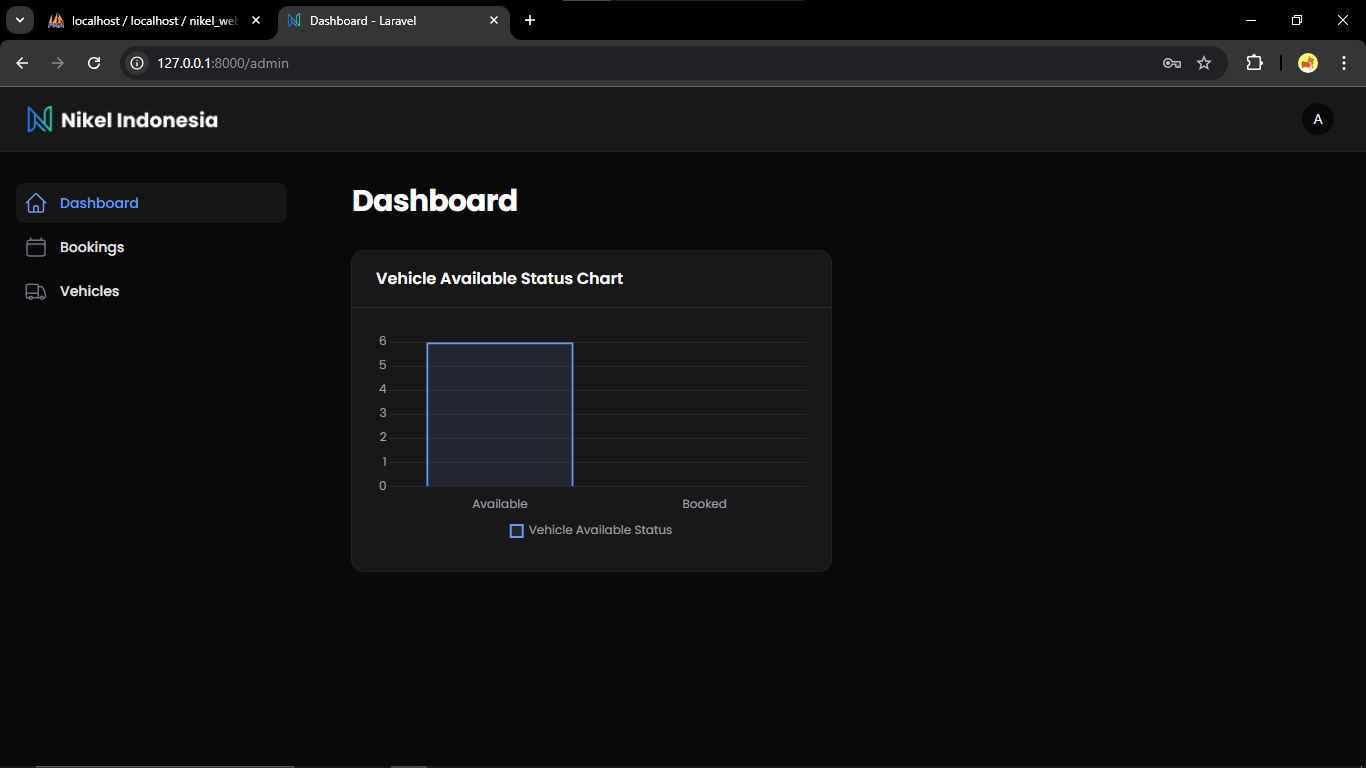 localhost / localhost / nikel_we
Dashboard - Laravel
127.0.0.1:8000/admin
Nikel Indonesia
A
Dashboard
Bookings
Vehicles
Dashboard
Vehicle Available Status Chart
6
5
4
3
2
1
0
Available
Booked
Vehicle Available Status